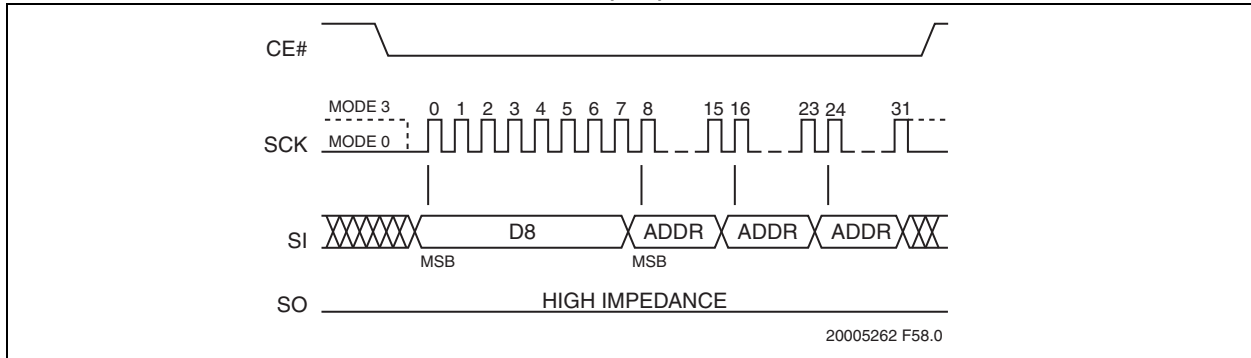 CE#
MODE 3
0 1 2 3 4 5 6 7 8 15 16 23 24 31
SCK
MODE 0
SI
D8 ADDR ADDR ADDR
MSB MSB
SO
HIGH IMPEDANCE
20005262 F58.0